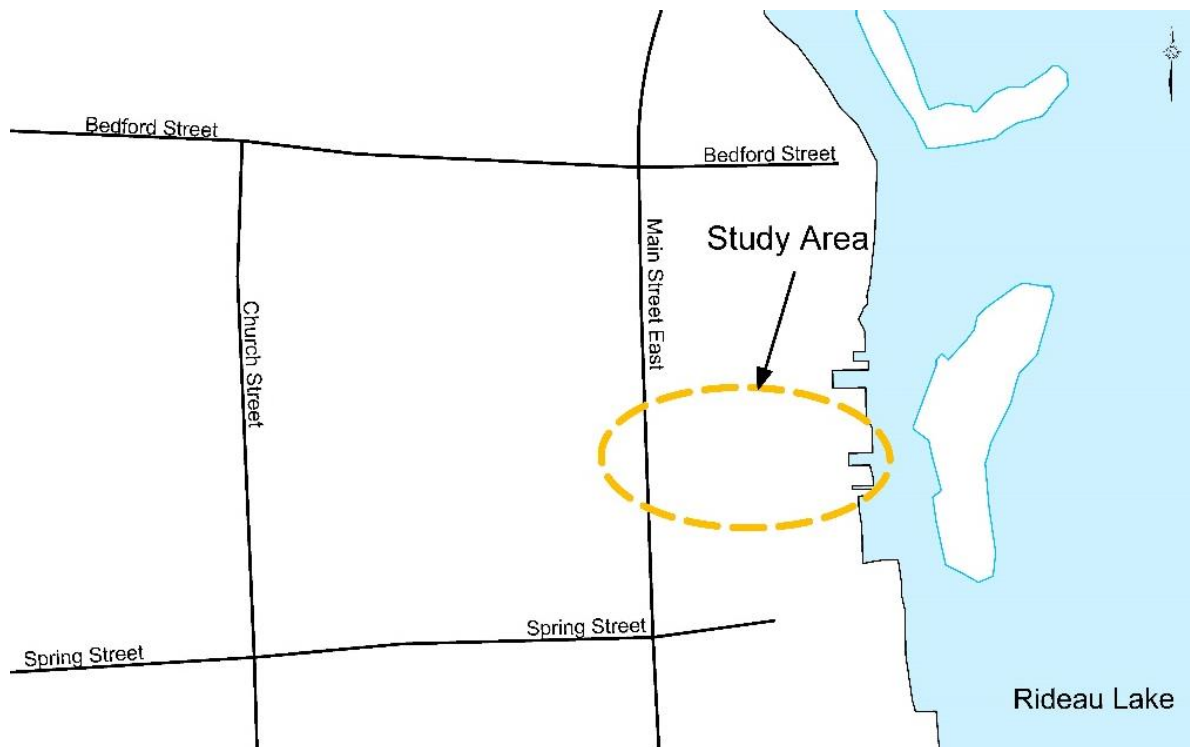 Bedford Street
Bedford Street
Main Street East
Study Area
Church Street
Spring Street
Spring Street
Rideau Lake